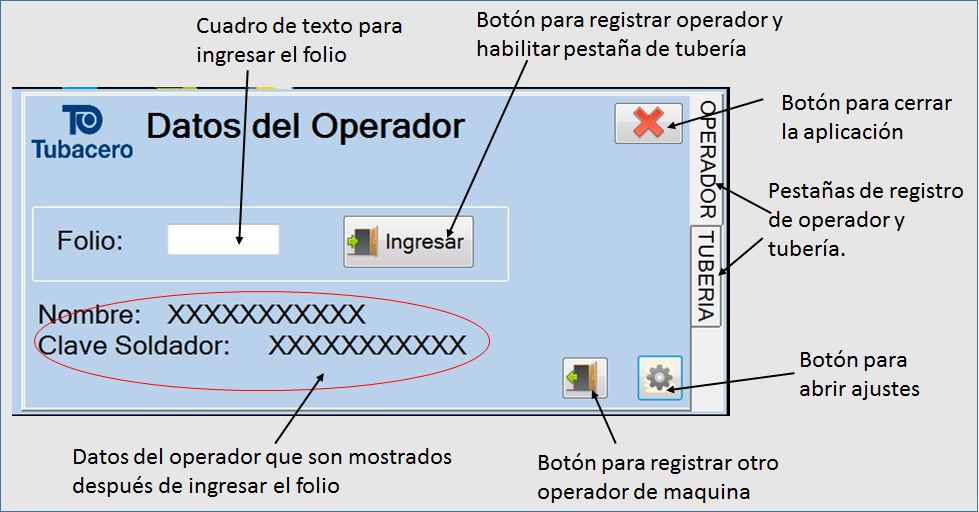 Cuadro de texto para
ingresar el folio
Botón para registrar operador y
habilitar pestaña de tubería
Botón para cerrar
la aplicación
Tubacero
Datos del Operador
OPERADOR
Pestañas de registro
de operador y
tubería.
Folio:
Ingresar
TUBERIA
Nombre: XXXXXXXXXXX
Clave Soldador: XXXXXXXXXXX
Botón para
abrir ajustes
Datos del operador que son mostrados
después de ingresar el folio
Botón para registrar otro
operador de maquina